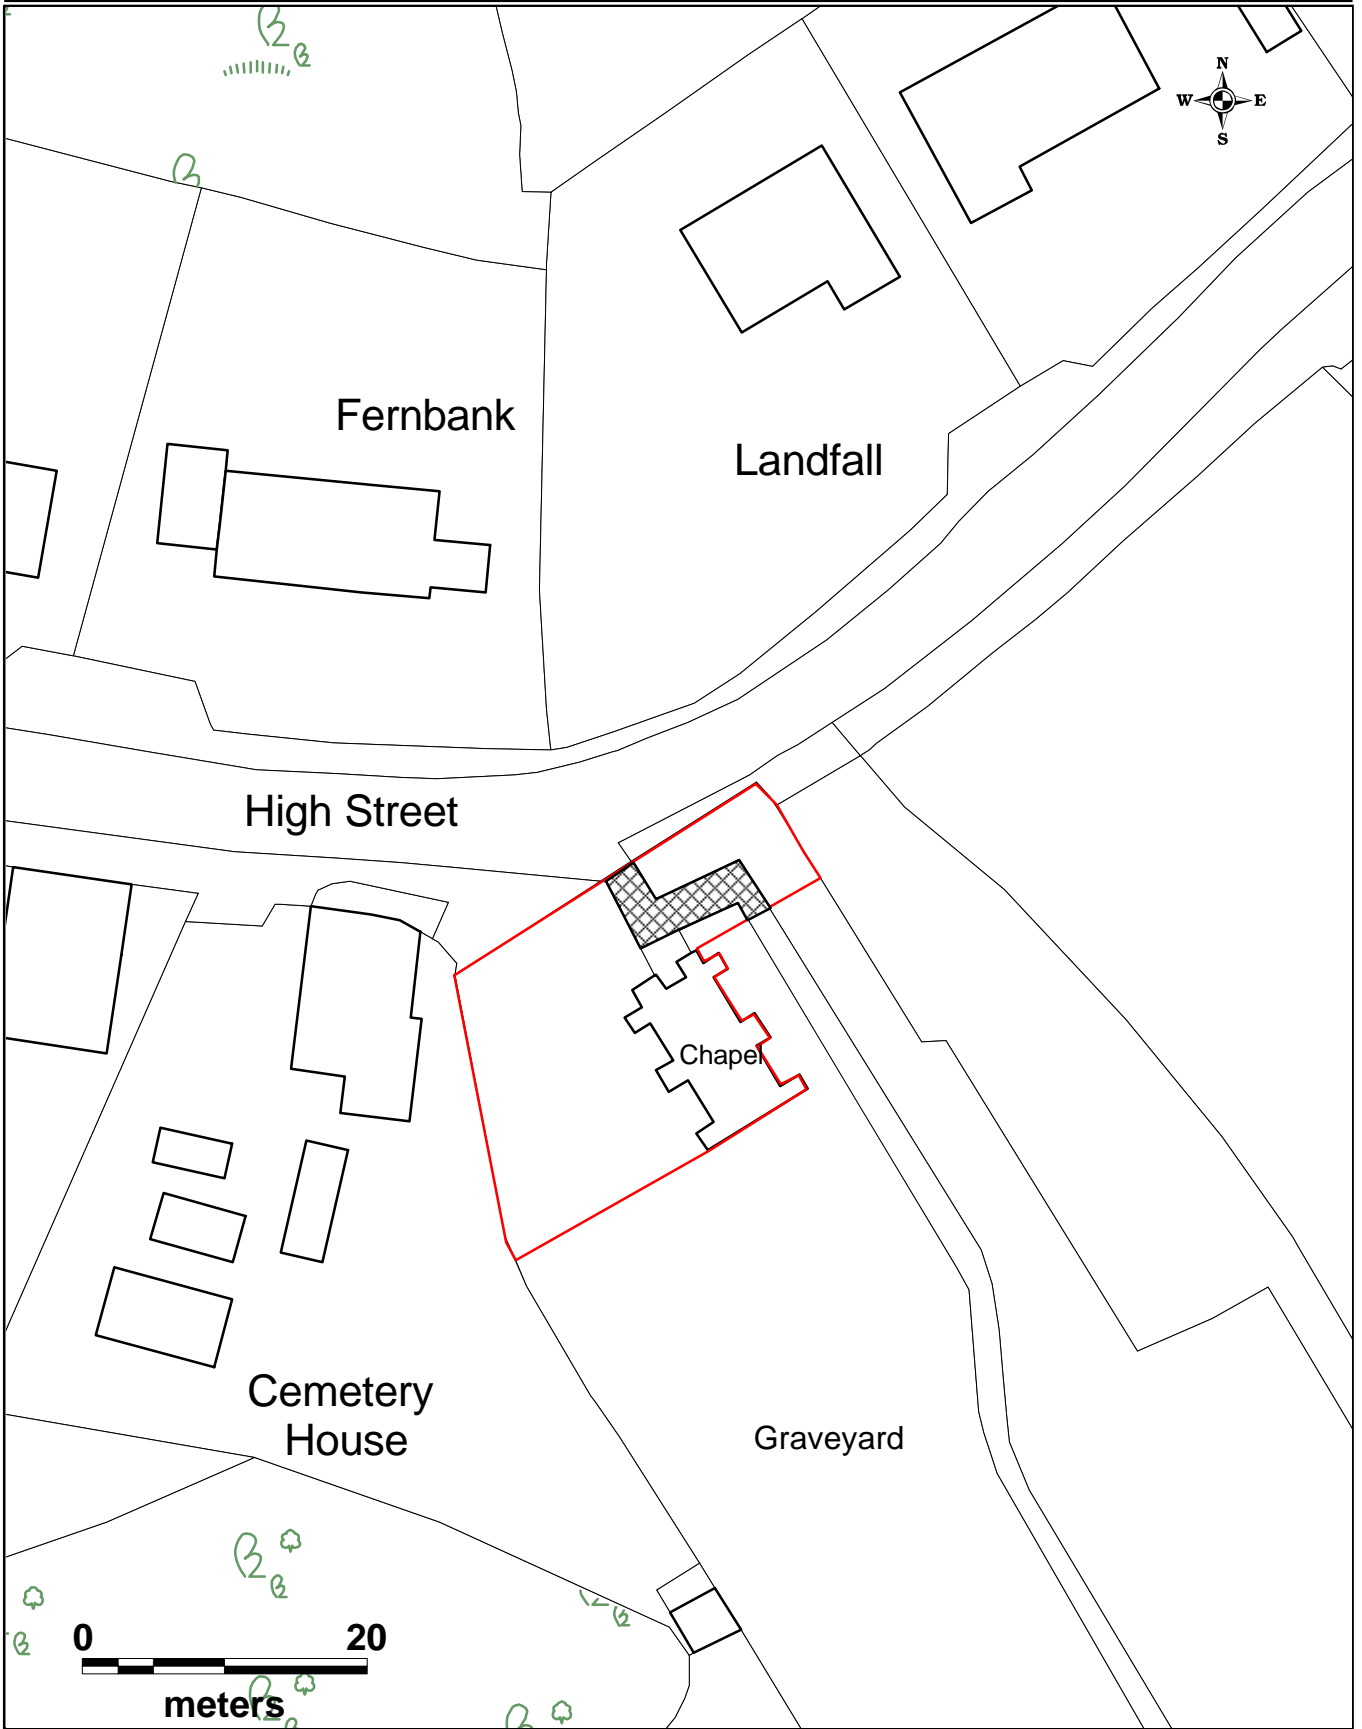 N
W E
S
Fernbank
Landfall
High Street
Chapel
Cemetery
House
Graveyard
0 20
meters